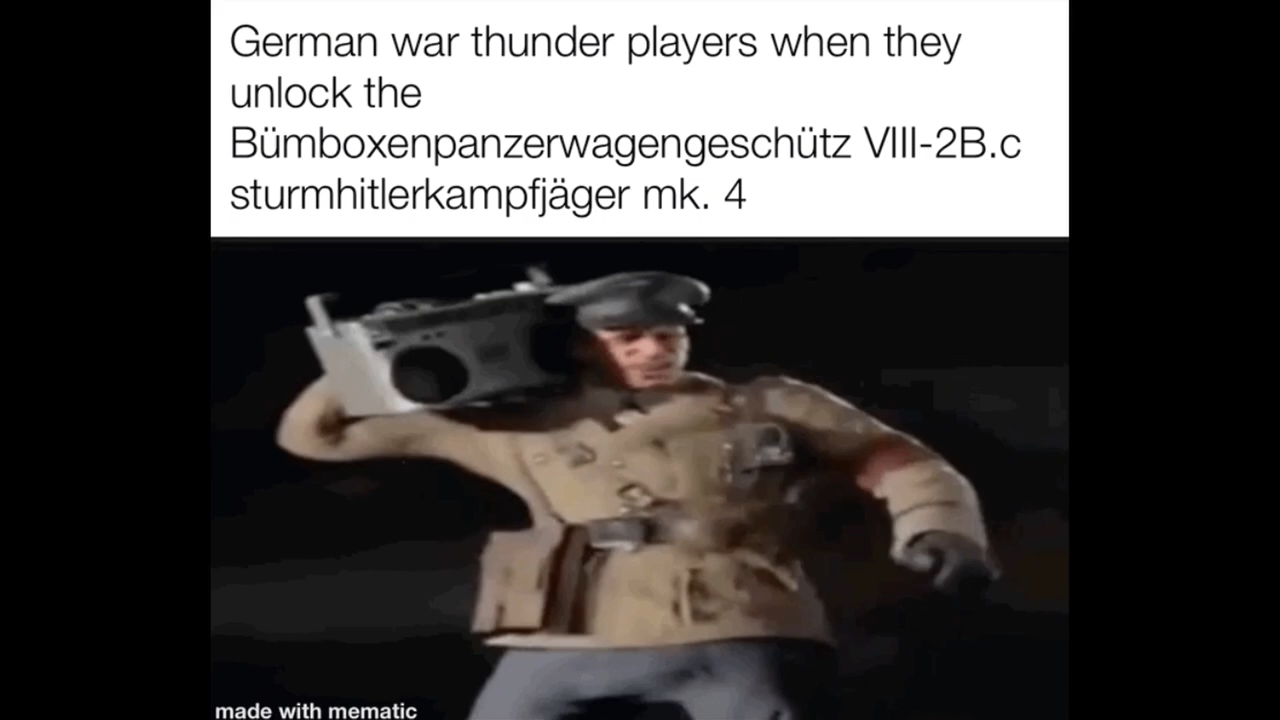 German war thunder players when they
unlock the
Bümboxenpanzerwagengeschütz VIII-2B.c
sturmhitlerkampfjäger mk. 4
made with mematic